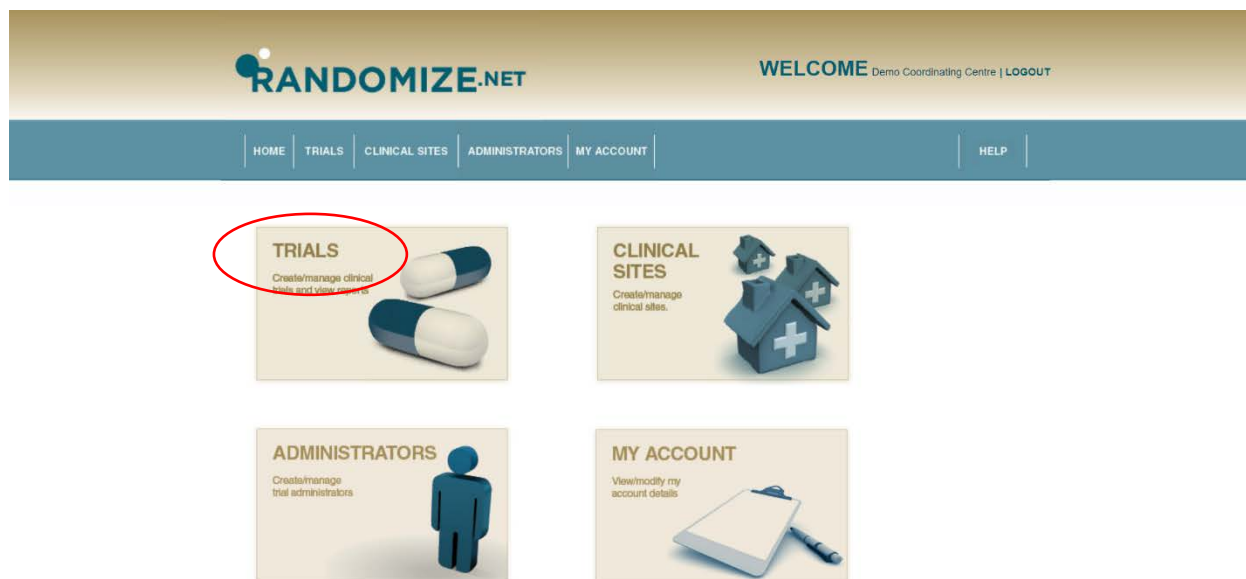 RANDOMIZE.NET
WELCOME Demo Coordinating Centre | LOGOUT
HOME TRIALS CLINICAL SITES ADMINISTRATORS MY ACCOUNT HELP
TRIALS
Create/manage clinical
trials and view reports
CLINICAL
SITES
Create/manage
clinical sites.
ADMINISTRATORS
Create/manage
trial administrators
MY ACCOUNT
View/modify my
account details